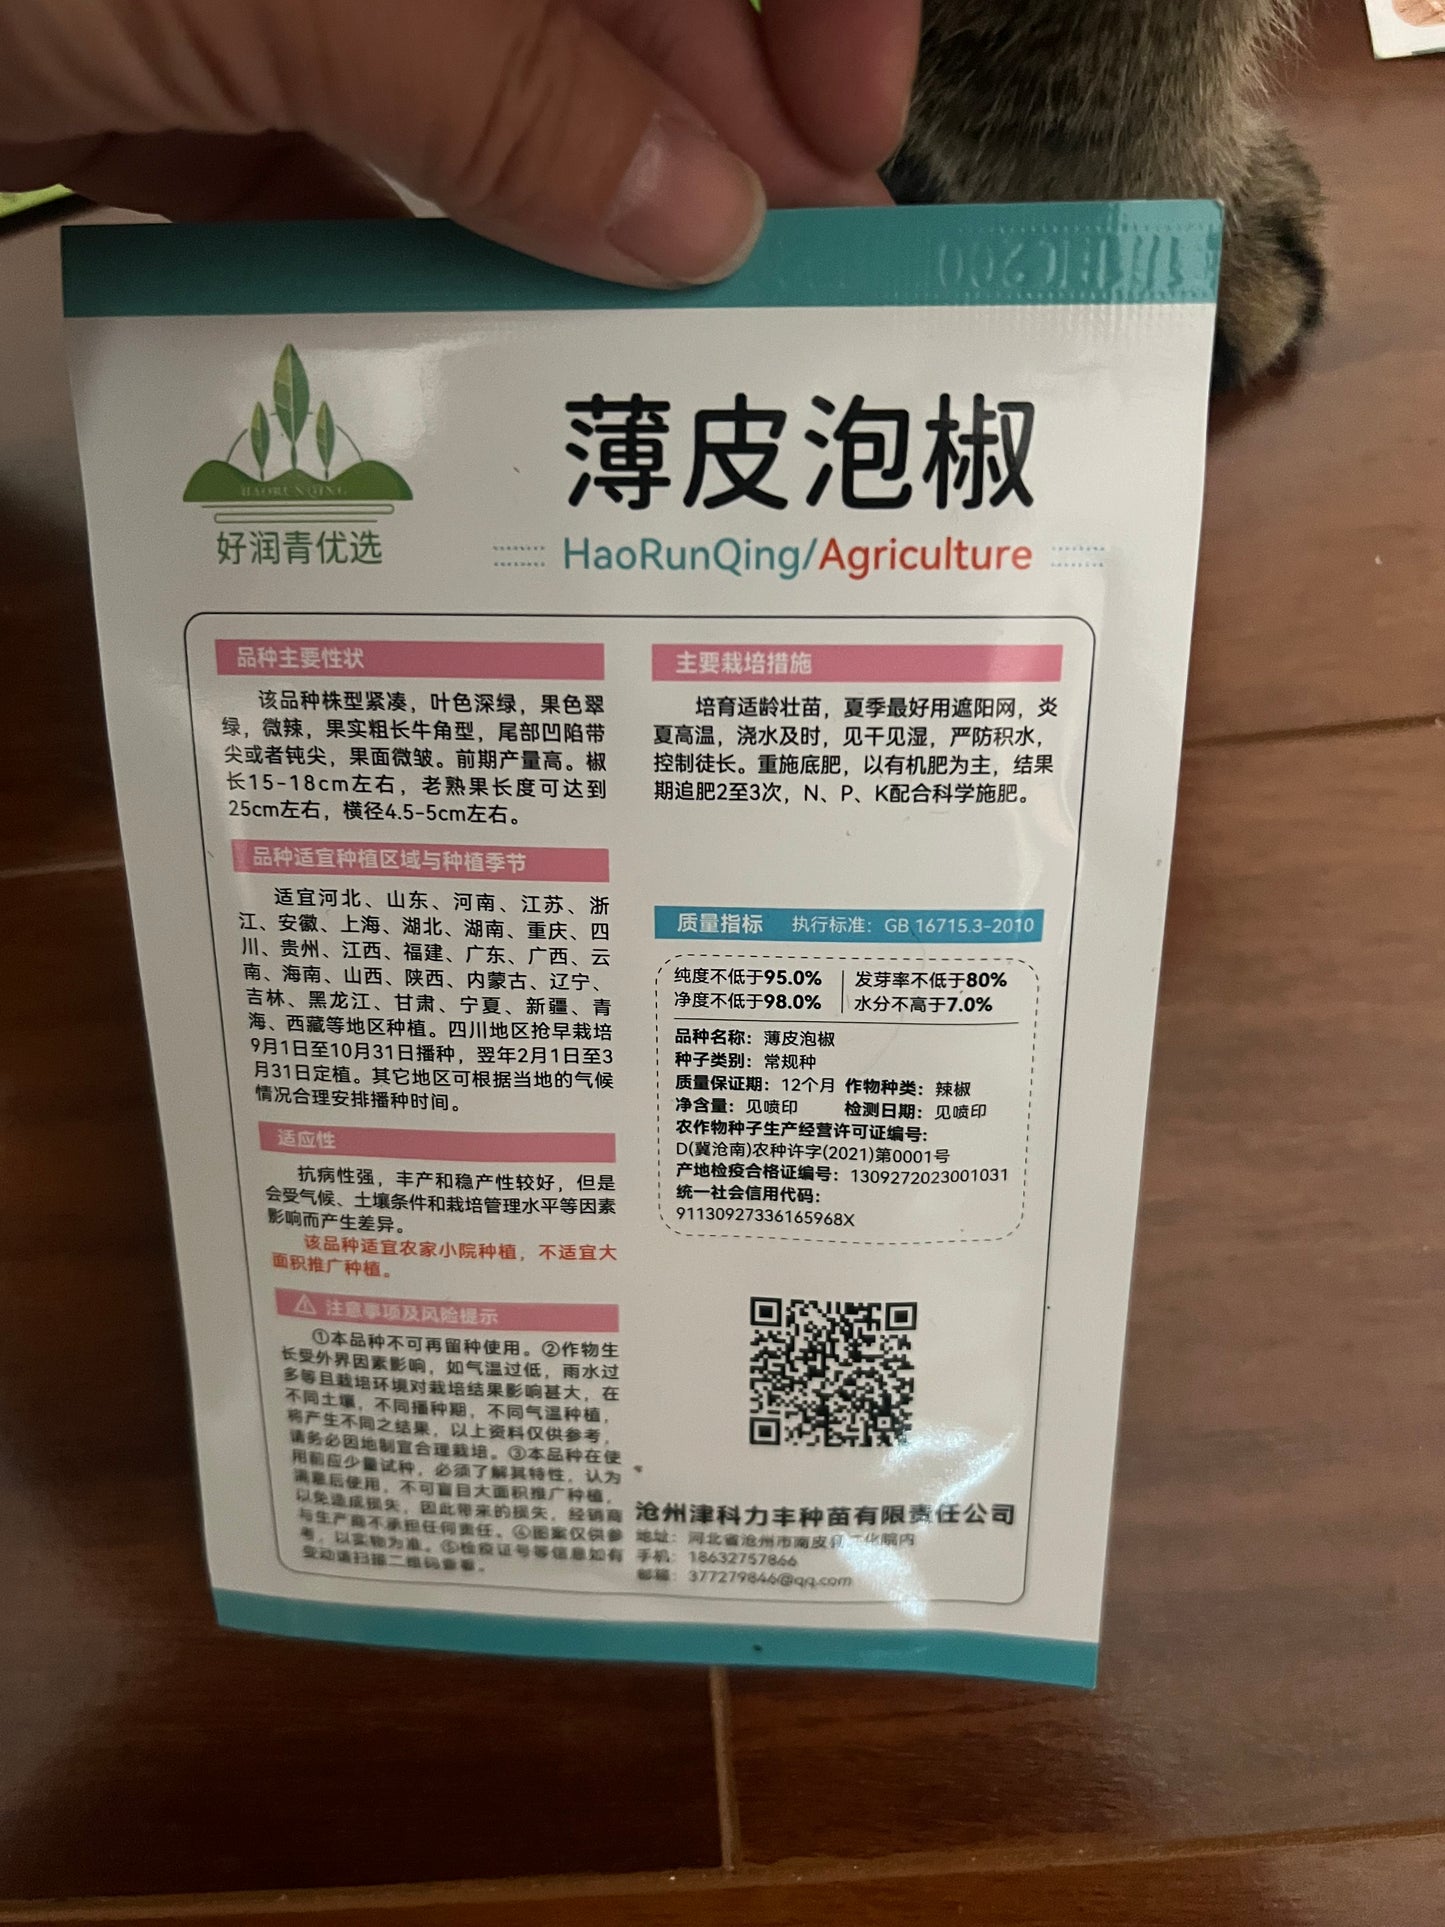 HAORUNQING
好润青优选
薄皮泡椒
HaoRunQing/Agriculture
品种主要性状
该品种株型紧凑，叶色深绿，果色翠
绿，微辣，果实粗长牛角型，尾部凹陷带
尖或者钝尖，果面微皱。前期产量高。椒
长15-18cm左右，老熟果长度可达到
25cm左右，横径4.5-5cm左右。
品种适宜种植区域与种植季节
适宜河北、山东、河南、江苏、浙
江、安徽、上海、湖北、湖南、重庆、四
川、贵州、江西、福建、广东、广西、云
南、海南、山西、陕西、内蒙古、辽宁、
吉林、黑龙江、甘肃、宁夏、新疆、青
海、西藏等地区种植。四川地区抢早栽培
9月1日至10月31日播种，翌年2月1日至3
月31日定植。其它地区可根据当地的气候
情况合理安排播种时间。
适应性
抗病性强，丰产和稳产性较好，但是
会受气候、土壤条件和栽培管理水平等因素
影响而产生差异。
该品种适宜农家小院种植，不适宜大
面积推广种植。
注意事项及风险提示
①本品种不可再留种使用。②作物生
长受外界因素影响，如气温过低，雨水过
多等且栽培环境对栽培结果影响甚大，在
不同土壤，不同播种期，不同气温种植，
将产生不同之结果，以上资料仅供参考，
请务必因地制宜合理栽培。③本品种在使
用前应少量试种，必须了解其特性，认为
满意后使用，不可盲目大面积推广种植，
以免造成损失，因此带来的损失，经销商
与生产商不承担任何责任。④图案仅供参
考，以实物为准。⑤检疫证号等信息如有
变动请扫描二维码查看。
主要栽培措施
培育适龄壮苗，夏季最好用遮阳网，炎
夏高温，浇水及时，见干见湿，严防积水，
控制徒长。重施底肥，以有机肥为主，结果
期追肥2至3次，N、P、K配合科学施肥。
质量指标 执行标准：GB 16715.3-2010
纯度不低于95.0% 发芽率不低于80%
净度不低于98.0% 水分不高于7.0%
品种名称：薄皮泡椒
种子类别：常规种
质量保证期：12个月 作物种类：辣椒
净含量：见喷印 检测日期：见喷印
农作物种子生产经营许可证编号：
D(冀沧南)农种许字(2021)第0001号
产地检疫合格证编号：1309272023001031
统一社会信用代码：
91130927336165968X
沧州津科力丰种苗有限责任公司
地址：河北省沧州市南皮县 院内
手机：18632757866
邮箱：377279846@qq.com